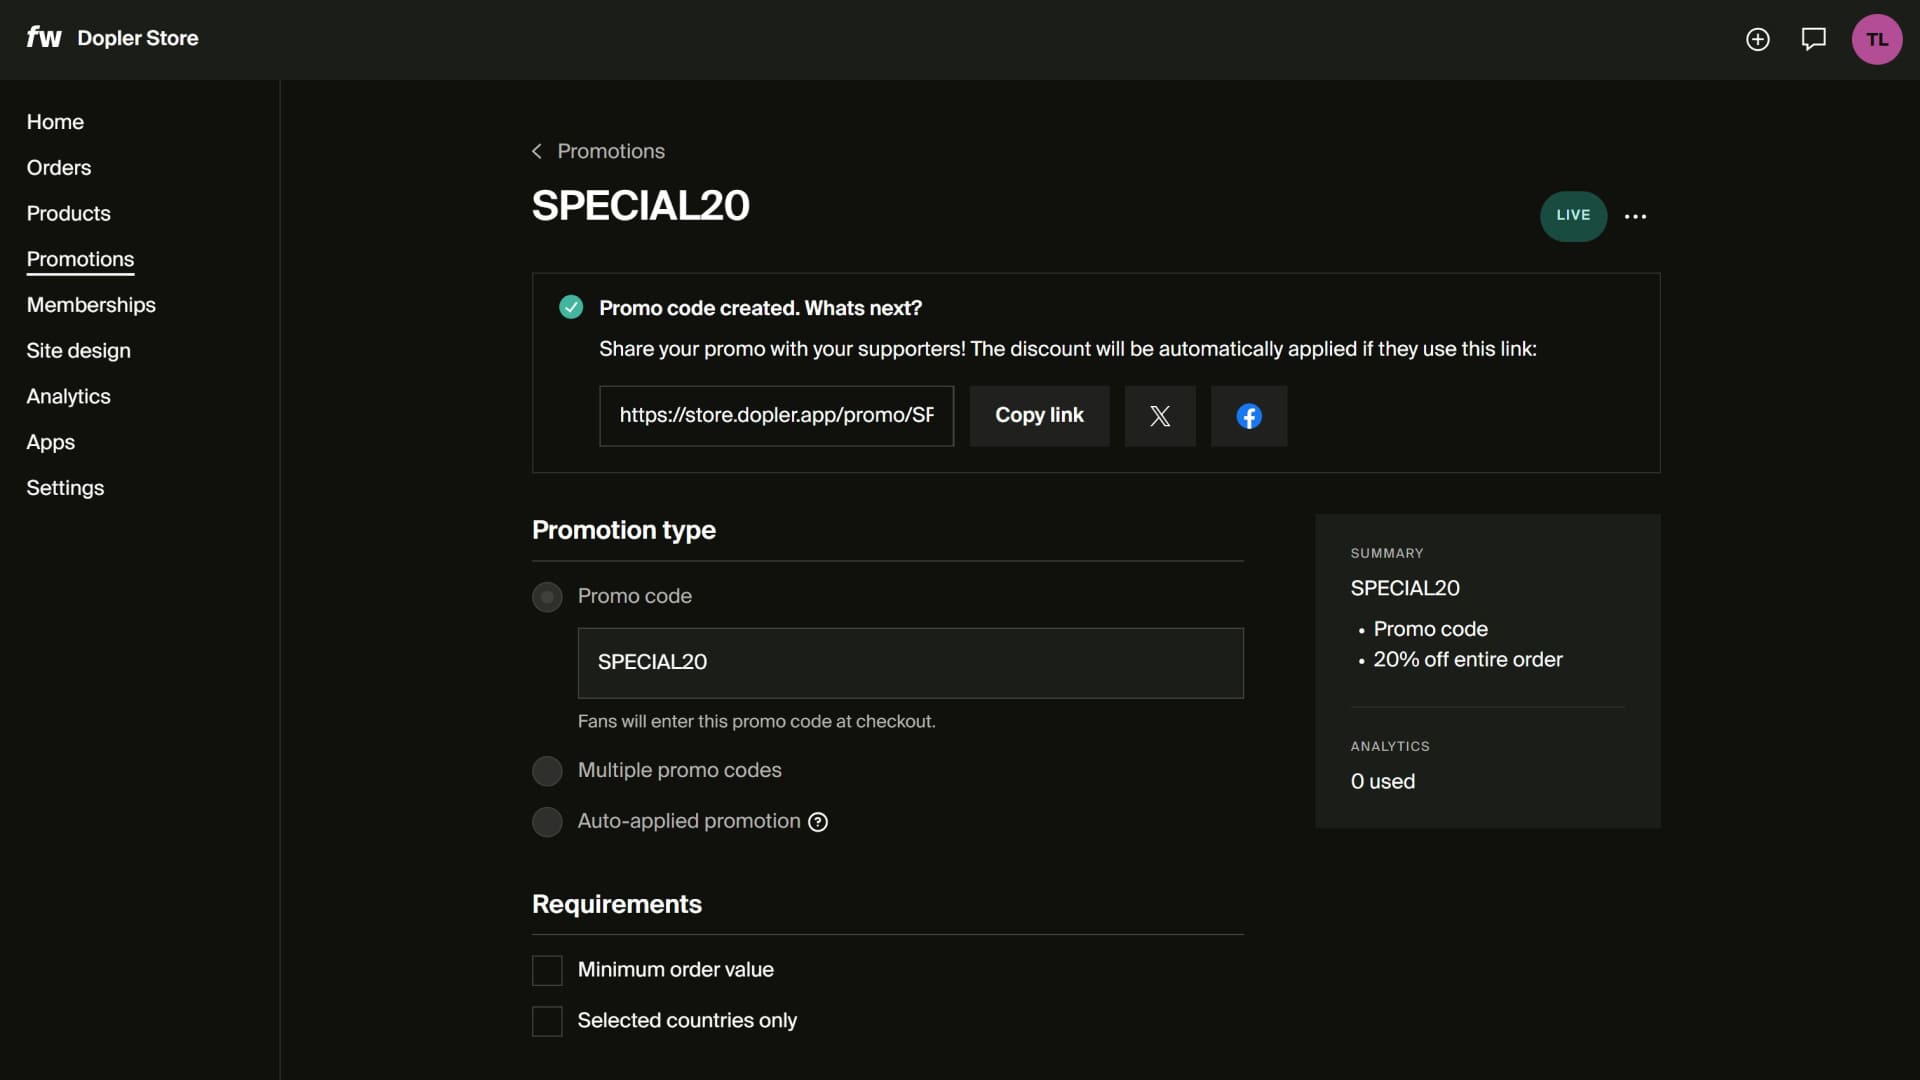 fw Dopler Store
TL
Home
Orders
Products
Promotions
Memberships
Site design
Analytics
Apps
Settings
Promotions
SPECIAL20
LIVE
Promo code created. Whats next?
Share your promo with your supporters! The discount will be automatically applied if they use this link:
https://store.dopler.app/promo/SF
Copy link
Promotion type
Promo code
SPECIAL20
Fans will enter this promo code at checkout.
Multiple promo codes
Auto-applied promotion
Requirements
Minimum order value
Selected countries only
SUMMARY
SPECIAL20
• Promo code
• 20% off entire order
ANALYTICS
0 used